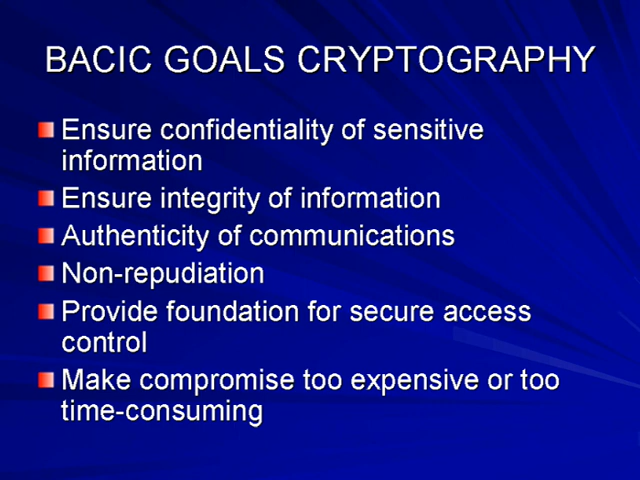 BACIC GOALS CRYPTOGRAPHY
Ensure confidentiality of sensitive
information
Ensure integrity of information
Authenticity of communications
Non-repudiation
Provide foundation for secure access
control
Make compromise too expensive or too
time-consuming